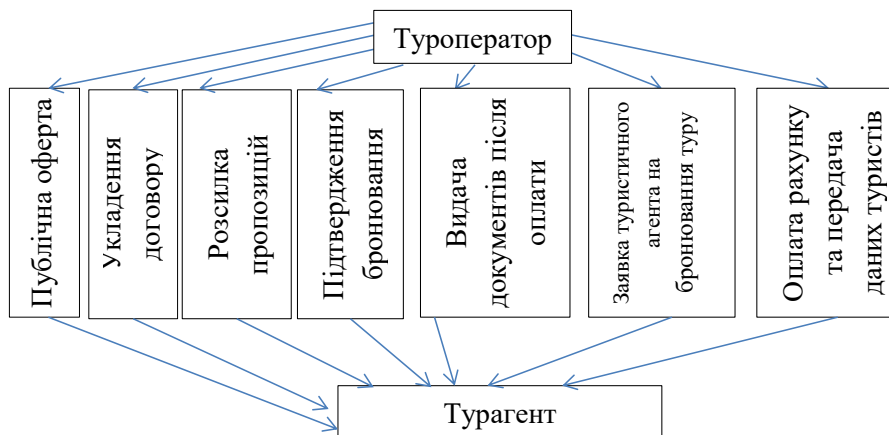 Туроператор
Публічна оферта
Укладення
договору
Розсилка
пропозицій
Підтвердження
бронювання
Видача
документів після
оплати
Заявка туристичного
агента на
бронювання туру
Оплата рахунку
та передача
даних туристів
Турагент